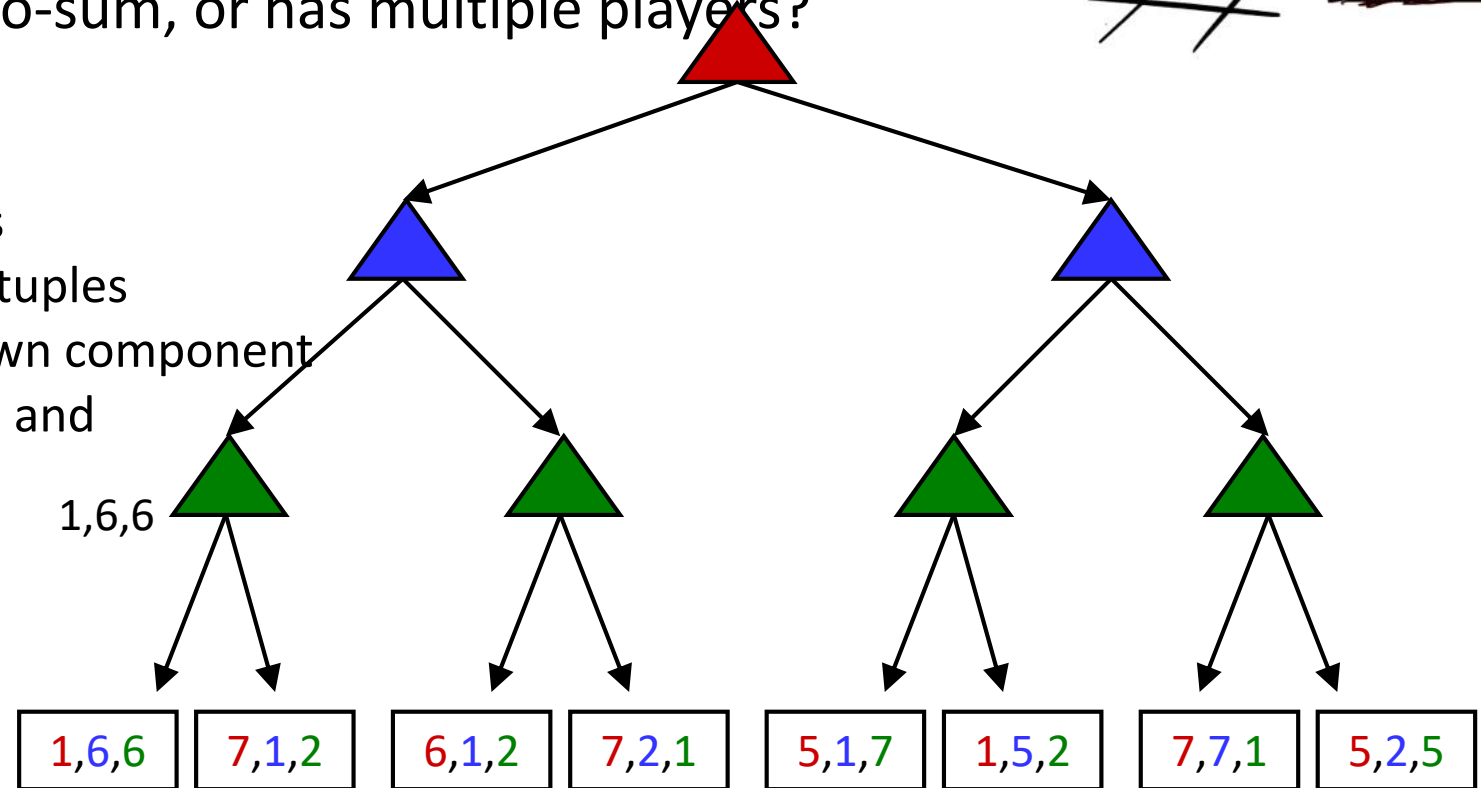 o-sum, or has multiple players?
s
tuples
wn component
and
1,6,6
1,6,6 7,1,2 6,1,2 7,2,1 5,1,7 1,5,2 7,7,1 5,2,5